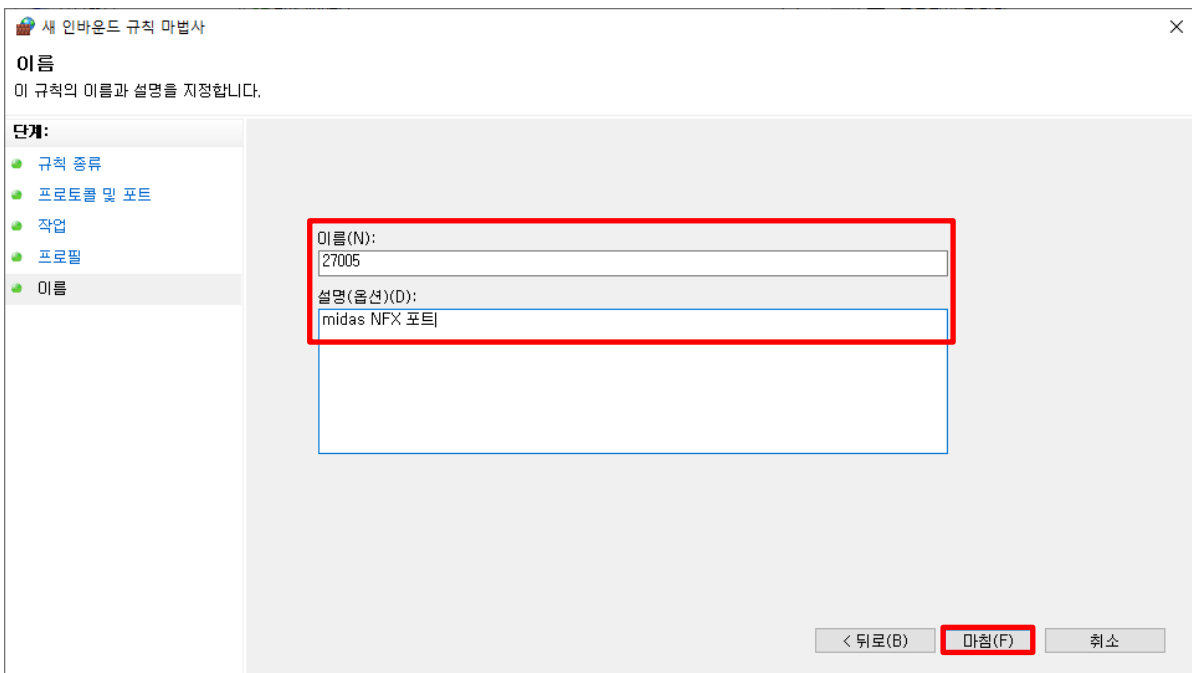 새 인바운드 규칙 마법사
이름
이 규칙의 이름과 설명을 지정합니다.
단계:
규칙 종류
프로토콜 및 포트
작업
프로필
이름
이름(N):
27005
설명(옵션)(D):
midas NFX 포트
< 뒤로(B)
마침(F)
취소